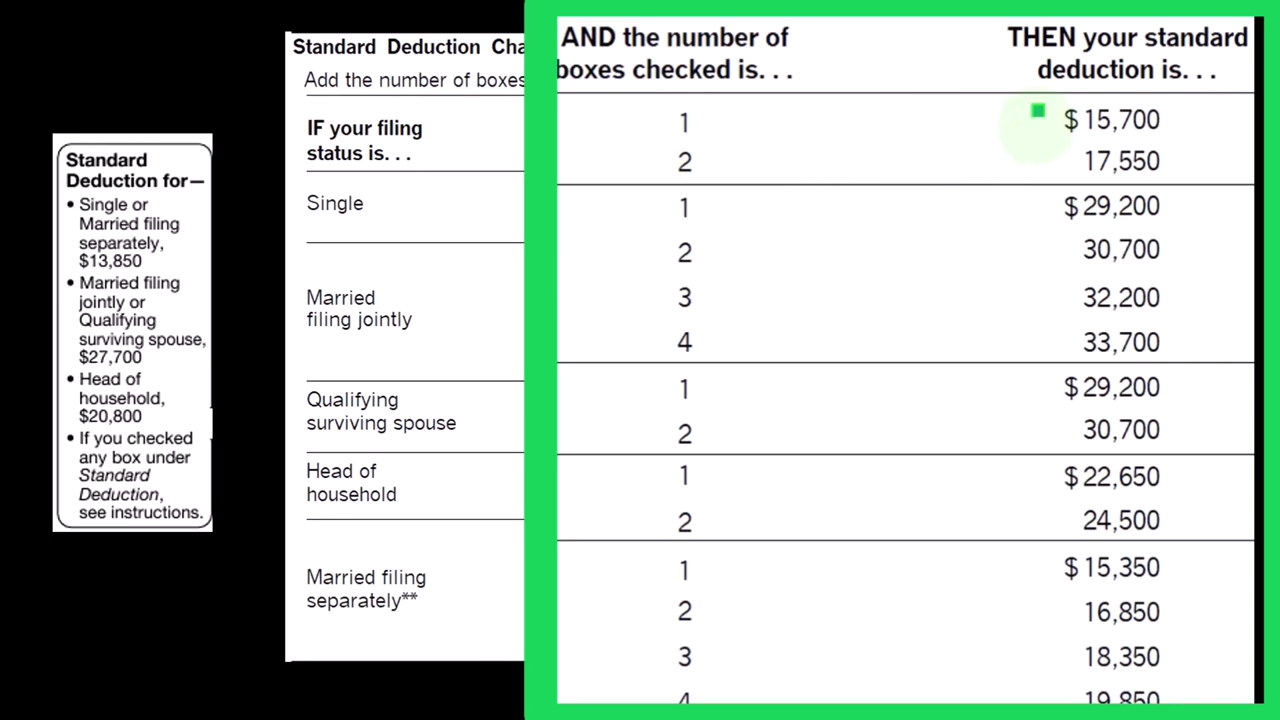 Standard
Deduction for—
• Single or
Married filing
separately,
$13,850
• Married filing
jointly or
Qualifying
surviving spouse,
$27,700
• Head of
household,
$20,800
• If you checked
any box under
Standard
Deduction,
see instructions.
Standard Deduction Cha
Add the number of boxes
IF your filing
status is. . .
Single
Married
filing jointly
Qualifying
surviving spouse
Head of
household
Married filing
separately**
AND the number of
boxes checked is. . .
THEN your standard
deduction is. . .
1 $ 15,700
2 17,550
1 $ 29,200
2 30,700
3 32,200
4 33,700
1 $ 29,200
2 30,700
1 $ 22,650
2 24,500
1 $ 15,350
2 16,850
3 18,350
4 19,850